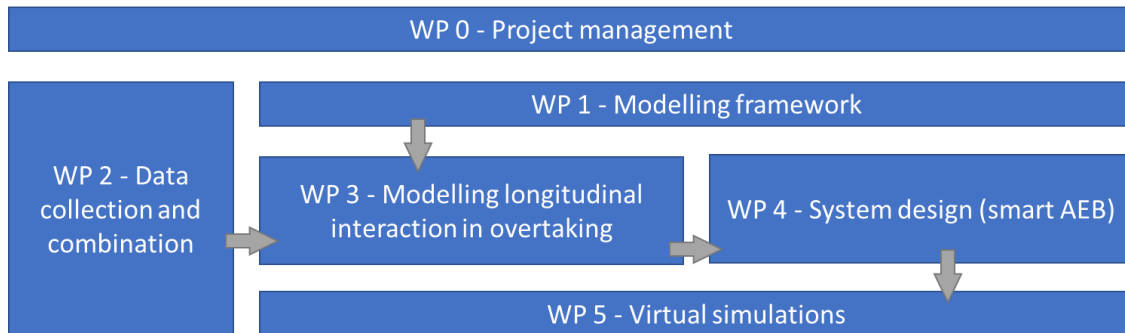 WP 0 - Project management
WP 1 - Modelling framework
WP 2 - Data
collection and
combination
WP 3 - Modelling longitudinal
interaction in overtaking
WP 4 - System design (smart AEB)
WP 5 - Virtual simulations